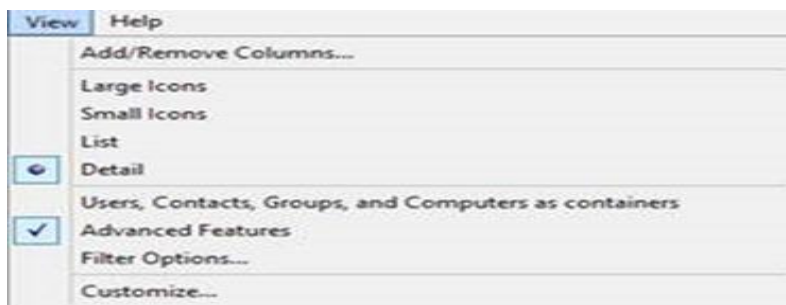 View Help
Add/Remove Columns...
Large Icons
Small Icons
List
Detail
Users, Contacts, Groups, and Computers as containers
Advanced Features
Filter Options...
Customize...